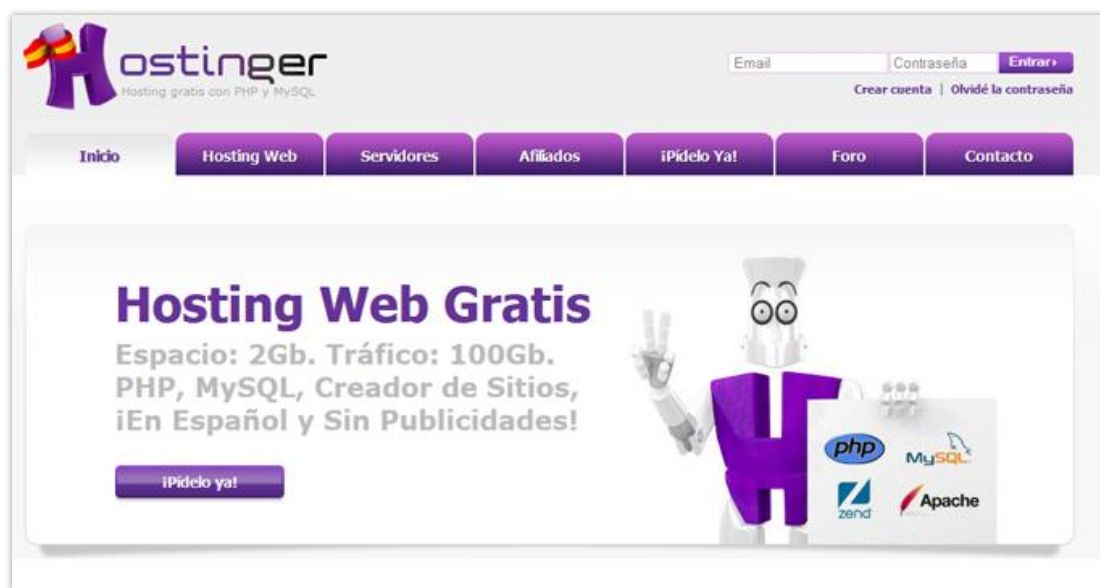 Hostinger
Hosting gratis con PHP y MySQL
Email
Contraseña
Entrar
Crear cuenta | Olvidé la contraseña
Inicio
Hosting Web
Servidores
Afiliados
¡Pídelo Ya!
Foro
Contacto
Hosting Web Gratis
Espacio: 2Gb. Tráfico: 100Gb.
PHP, MySQL, Creador de Sitios,
¡En Español y Sin Publicidades!
¡Pídelo ya!
php
MySQL
zend
Apache